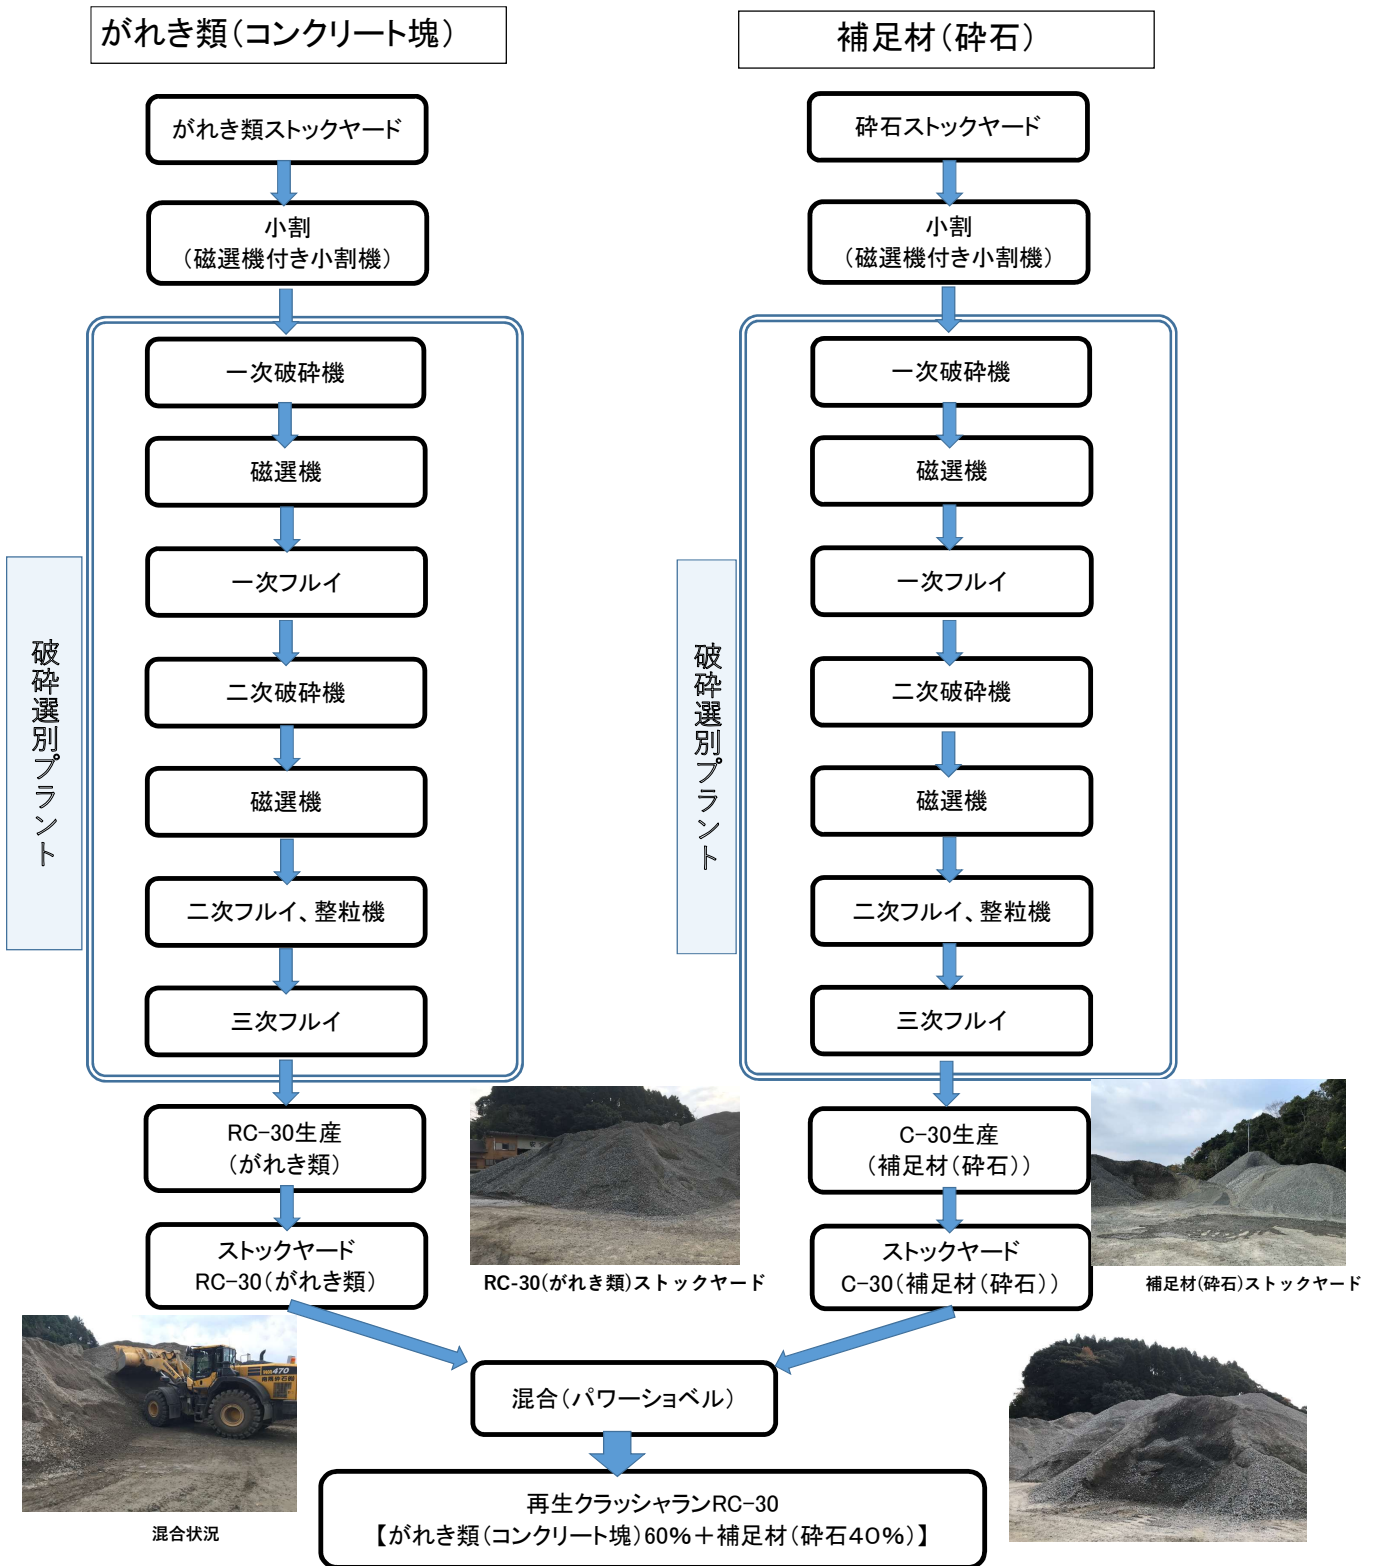 がれき類(コンクリート塊)
がれき類ストックヤード
小割
(磁選機付き小割機)
一次破砕機
磁選機
一次フルイ
二次破砕機
磁選機
二次フルイ、整粒機
三次フルイ
破砕選別プラント
RC-30生産
(がれき類)
ストックヤード
RC-30(がれき類)
補足材(砕石)
砕石ストックヤード
小割
(磁選機付き小割機)
一次破砕機
磁選機
一次フルイ
二次破砕機
磁選機
二次フルイ、整粒機
三次フルイ
破砕選別プラント
C-30生産
(補足材(砕石))
ストックヤード
C-30(補足材(砕石))
RC-30(がれき類)ストックヤード
補足材(砕石)ストックヤード
470
混合状況
混合(パワーショベル)
再生クラッシャランRC-30
【がれき類(コンクリート塊)60%+補足材(砕石40%)】